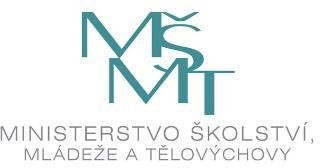 MŠ
MT
MINISTERSTVO ŠKOLSTVÍ,
MLÁDEŽE A TĚLOVÝCHOVY